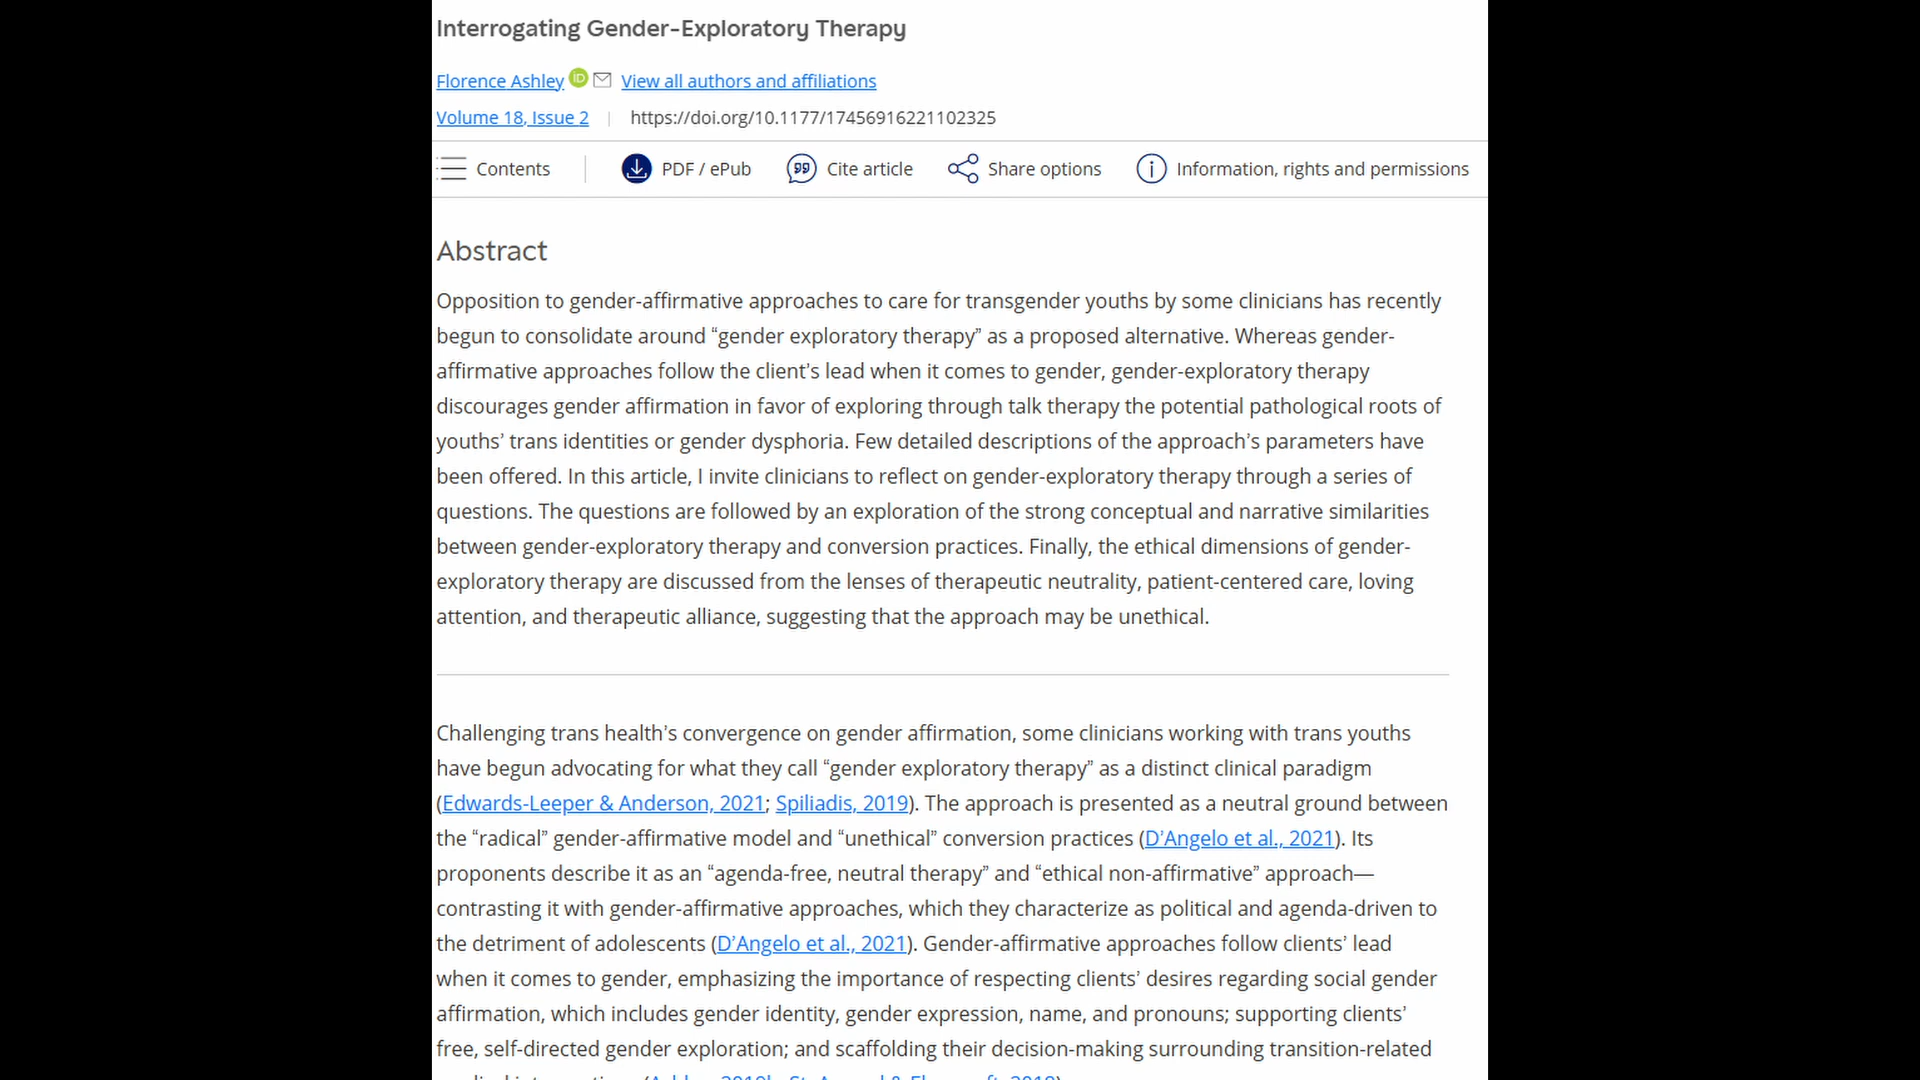 Interrogating Gender-Exploratory Therapy
Florence Ashley iD View all authors and affiliations
Volume 18, Issue 2 | https://doi.org/10.1177/17456916221102325
Contents PDF / ePub Cite article Share options Information, rights and permissions
Abstract
Opposition to gender-affirmative approaches to care for transgender youths by some clinicians has recently
begun to consolidate around “gender exploratory therapy” as a proposed alternative. Whereas gender-
affirmative approaches follow the client’s lead when it comes to gender, gender-exploratory therapy
discourages gender affirmation in favor of exploring through talk therapy the potential pathological roots of
youths’ trans identities or gender dysphoria. Few detailed descriptions of the approach’s parameters have
been offered. In this article, I invite clinicians to reflect on gender-exploratory therapy through a series of
questions. The questions are followed by an exploration of the strong conceptual and narrative similarities
between gender-exploratory therapy and conversion practices. Finally, the ethical dimensions of gender-
exploratory therapy are discussed from the lenses of therapeutic neutrality, patient-centered care, loving
attention, and therapeutic alliance, suggesting that the approach may be unethical.
Challenging trans health’s convergence on gender affirmation, some clinicians working with trans youths
have begun advocating for what they call “gender exploratory therapy” as a distinct clinical paradigm
(Edwards-Leeper & Anderson, 2021; Spiliadis, 2019). The approach is presented as a neutral ground between
the “radical” gender-affirmative model and “unethical” conversion practices (D’Angelo et al., 2021). Its
proponents describe it as an “agenda-free, neutral therapy” and “ethical non-affirmative” approach—
contrasting it with gender-affirmative approaches, which they characterize as political and agenda-driven to
the detriment of adolescents (D’Angelo et al., 2021). Gender-affirmative approaches follow clients’ lead
when it comes to gender, emphasizing the importance of respecting clients’ desires regarding social gender
affirmation, which includes gender identity, gender expression, name, and pronouns; supporting clients’
free, self-directed gender exploration; and scaffolding their decision-making surrounding transition-related